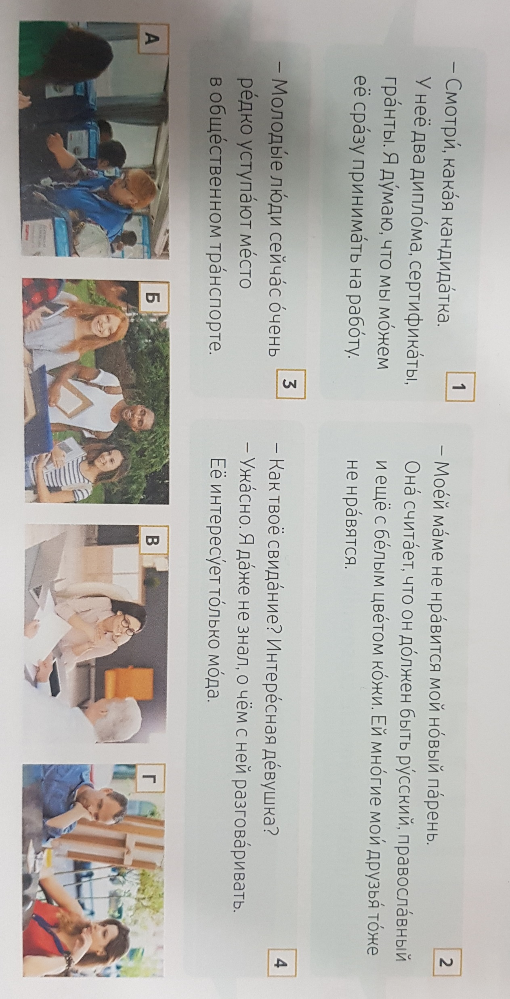 1
– Смотри́, кака́я кандида́тка.
У неё два дипло́ма, сертифика́ты,
гра́нты. Я ду́маю, что мы мо́жем
её сра́зу принима́ть на рабо́ту.
2
– Мое́й ма́ме не нра́вится мой но́вый па́рень.
Она́ счита́ет, что он до́лжен быть ру́сский, правосла́вный
и ещё с бе́лым цве́том ко́жи. Ей мно́гие мои́ друзья́ то́же
не нра́вятся.
3
– Молоды́е лю́ди сейча́с о́чень
ре́дко уступа́ют ме́сто
в обще́ственном тра́нспорте.
4
– Как твоё свида́ние? Интере́сная де́вушка?
– Ужа́сно. Я да́же не знал, о чём с ней разгова́ривать.
Её интересу́ет то́лько мо́да.
А
Б
В
Г